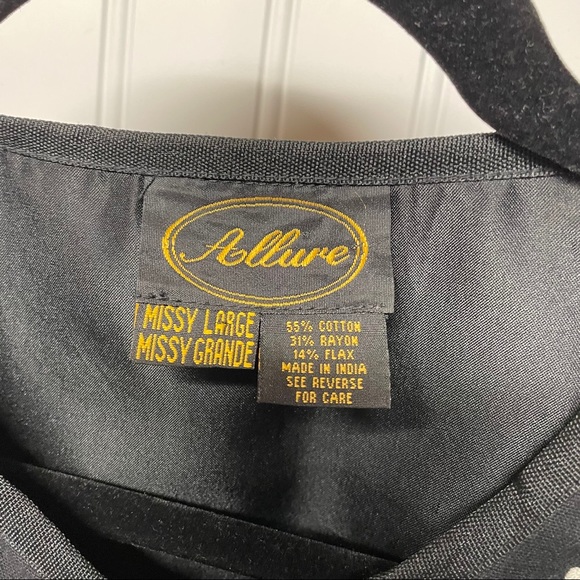 Allure
MISSY LARGE
MISSY GRANDE
55% COTTON
31% RAYON
14% FLAX
MADE IN INDIA
SEE REVERSE
FOR CARE